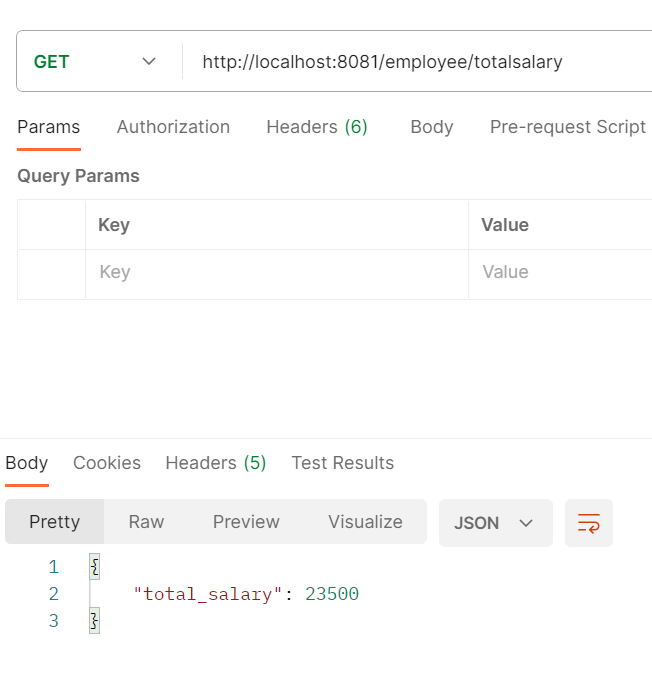 GET http://localhost:8081/employee/totalsalary
Params Authorization Headers (6) Body Pre-request Script
Query Params
Key Value
Key Value
Body Cookies Headers (5) Test Results
Pretty Raw Preview Visualize JSON
1 {
2 "total_salary": 23500
3 }